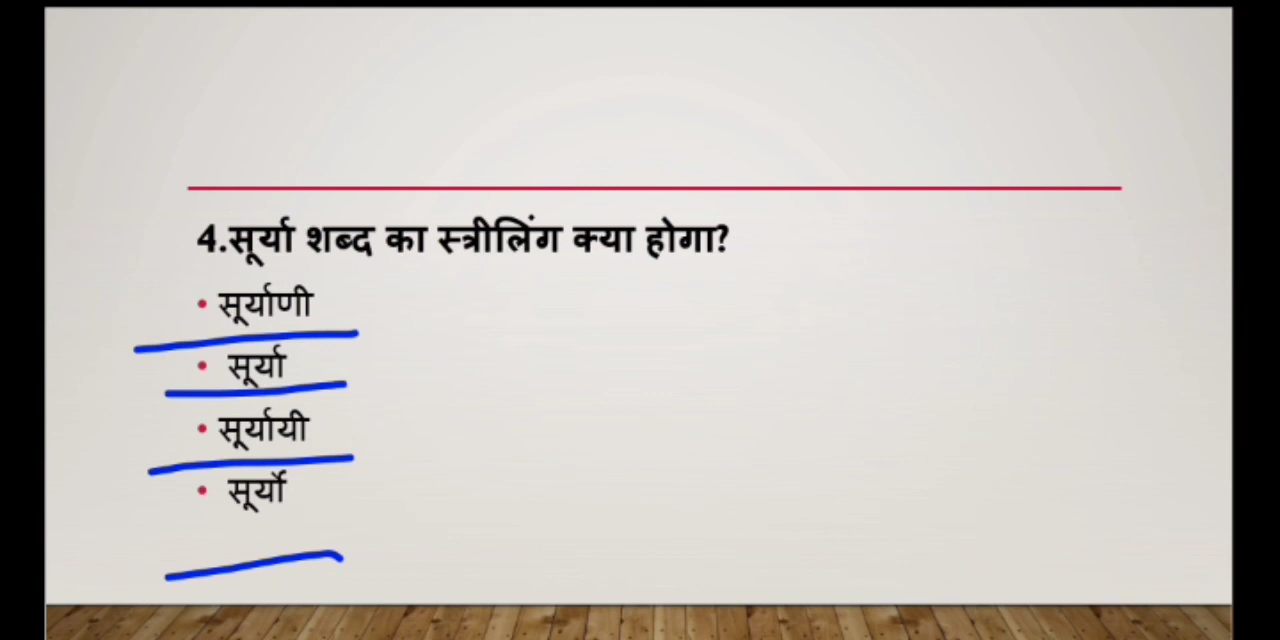 4.सूर्या शब्द का स्त्रीलिंग क्या होगा?
• सूर्याणी
• सूर्या
• सूर्यायी
• सूर्यो